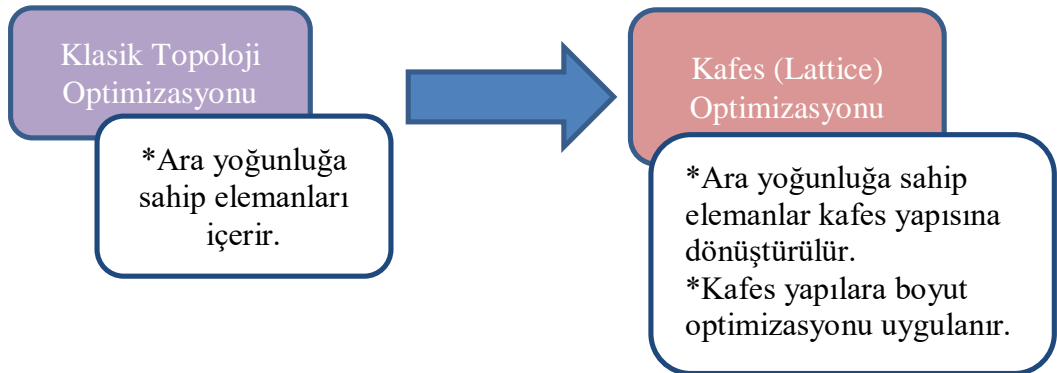 Klasik Topoloji
Optimizasyonu
*Ara yoğunluğa
sahip elemanları
içerir.
Kafes (Lattice)
Optimizasyonu
*Ara yoğunluğa sahip
elemanlar kafes yapısına
dönüştürülür.
*Kafes yapılara boyut
optimizasyonu uygulanır.